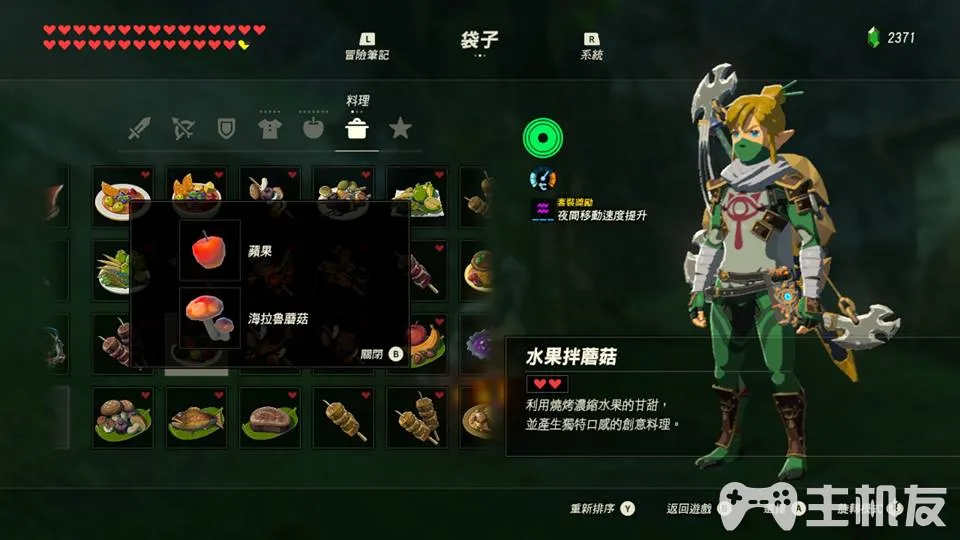 L
冒險筆記
袋子
R
系統
2371
料理
套裝獎勵
夜間移動速度提升
蘋果
海拉魯蘑菇
關閉 B
水果拌蘑菇
利用燒烤濃縮水果的甘甜，
並產生獨特口感的創意料理。
重新排序 Y
返回遊戲
選擇 A
主机友